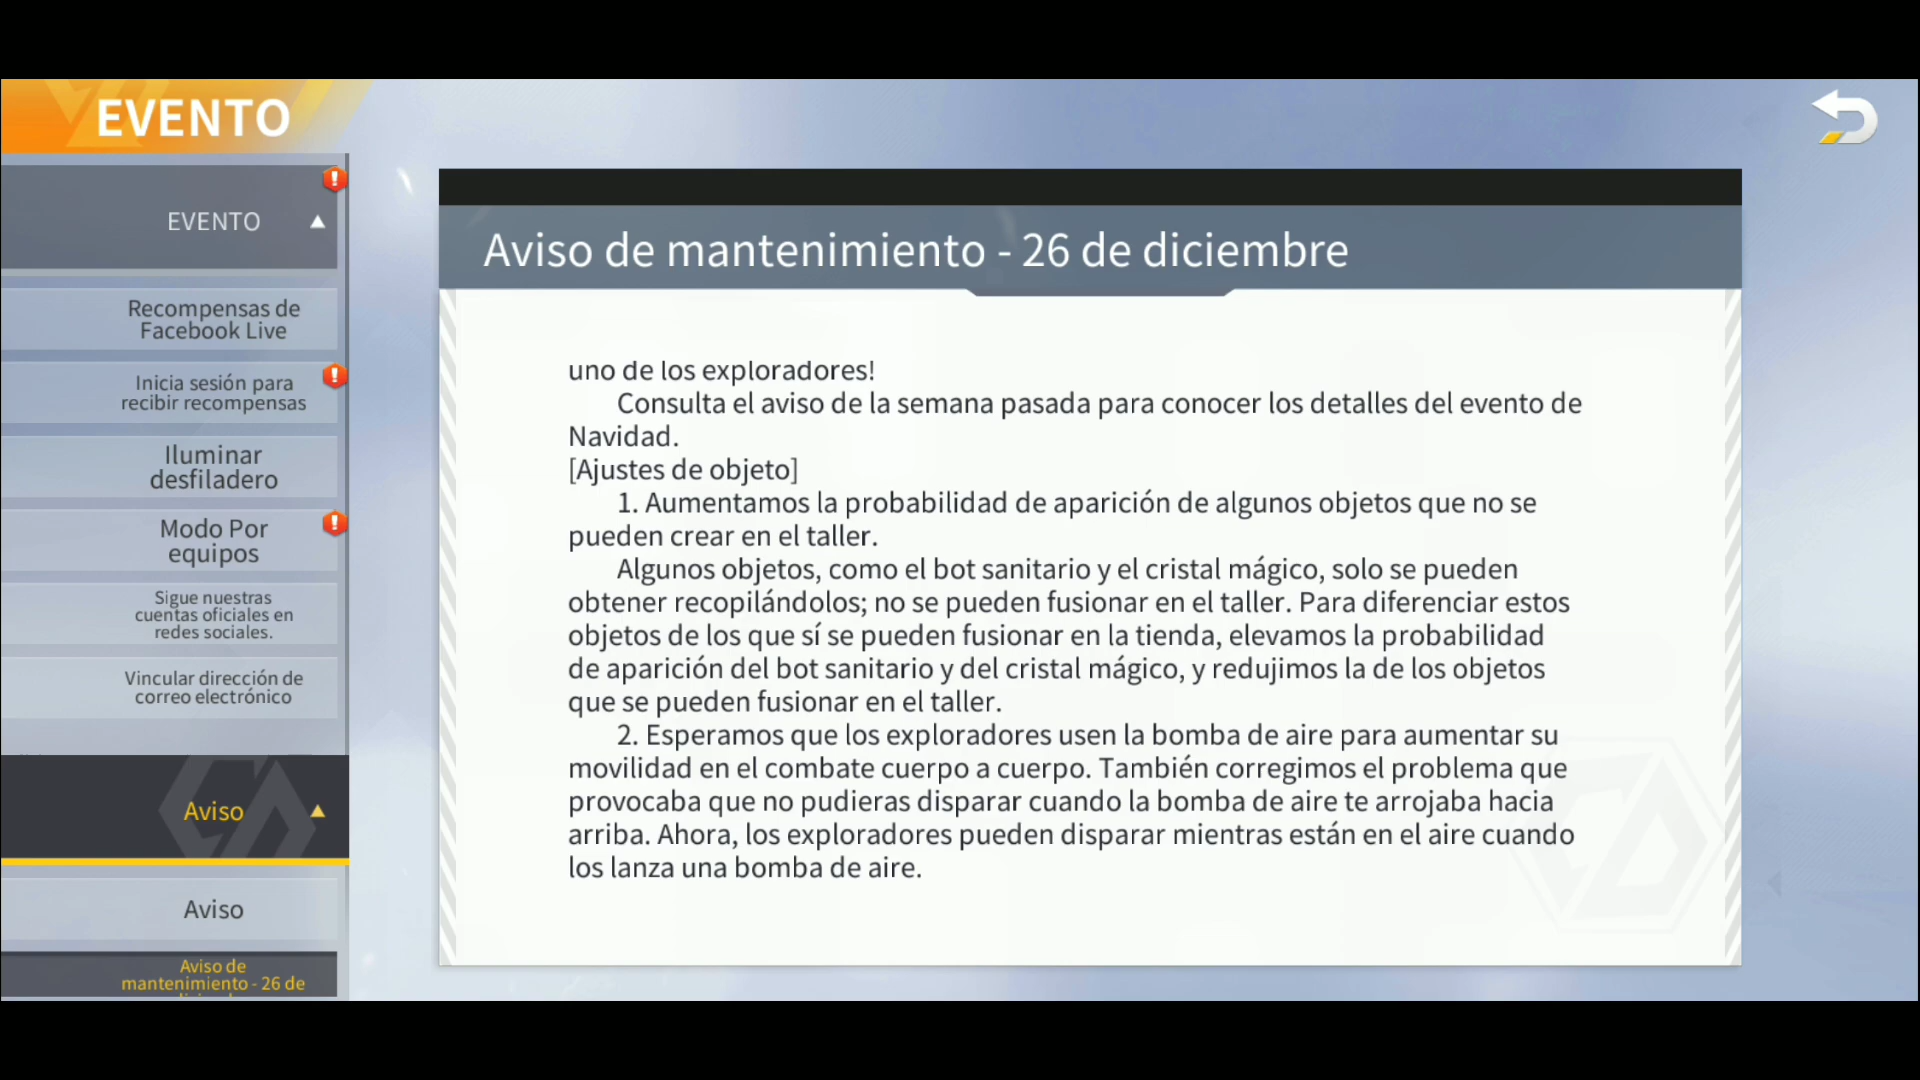 EVENTO
EVENTO
Recompensas de
Facebook Live
Inicia sesión para
recibir recompensas
Iluminar
desfiladero
Modo Por
equipos
Sigue nuestras
cuentas oficiales en
redes sociales.
Vincular dirección de
correo electrónico
Aviso
Aviso
Aviso de
mantenimiento - 26 de
Aviso de mantenimiento - 26 de diciembre
uno de los exploradores!
Consulta el aviso de la semana pasada para conocer los detalles del evento de
Navidad.
[Ajustes de objeto]
1. Aumentamos la probabilidad de aparición de algunos objetos que no se
pueden crear en el taller.
Algunos objetos, como el bot sanitario y el cristal mágico, solo se pueden
obtener recopilándolos; no se pueden fusionar en el taller. Para diferenciar estos
objetos de los que sí se pueden fusionar en la tienda, elevamos la probabilidad
de aparición del bot sanitario y del cristal mágico, y redujimos la de los objetos
que se pueden fusionar en el taller.
2. Esperamos que los exploradores usen la bomba de aire para aumentar su
movilidad en el combate cuerpo a cuerpo. También corregimos el problema que
provocaba que no pudieras disparar cuando la bomba de aire te arrojaba hacia
arriba. Ahora, los exploradores pueden disparar mientras están en el aire cuando
los lanza una bomba de aire.